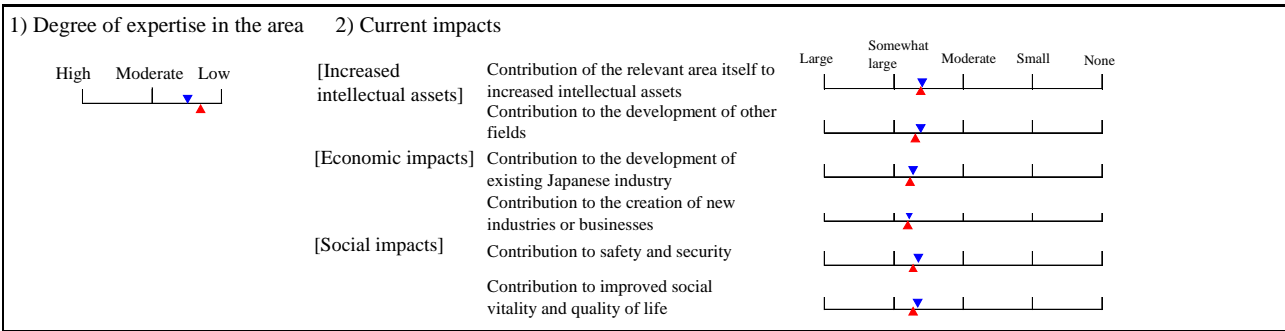 1) Degree of expertise in the area 2) Current impacts
High Moderate Low
[Increased
intellectual assets]
Contribution of the relevant area itself to
increased intellectual assets
Large Somewhat
large Moderate Small None
Contribution to the development of other
fields
[Economic impacts]
Contribution to the development of
existing Japanese industry
Contribution to the creation of new
industries or businesses
[Social impacts]
Contribution to safety and security
Contribution to improved social
vitality and quality of life